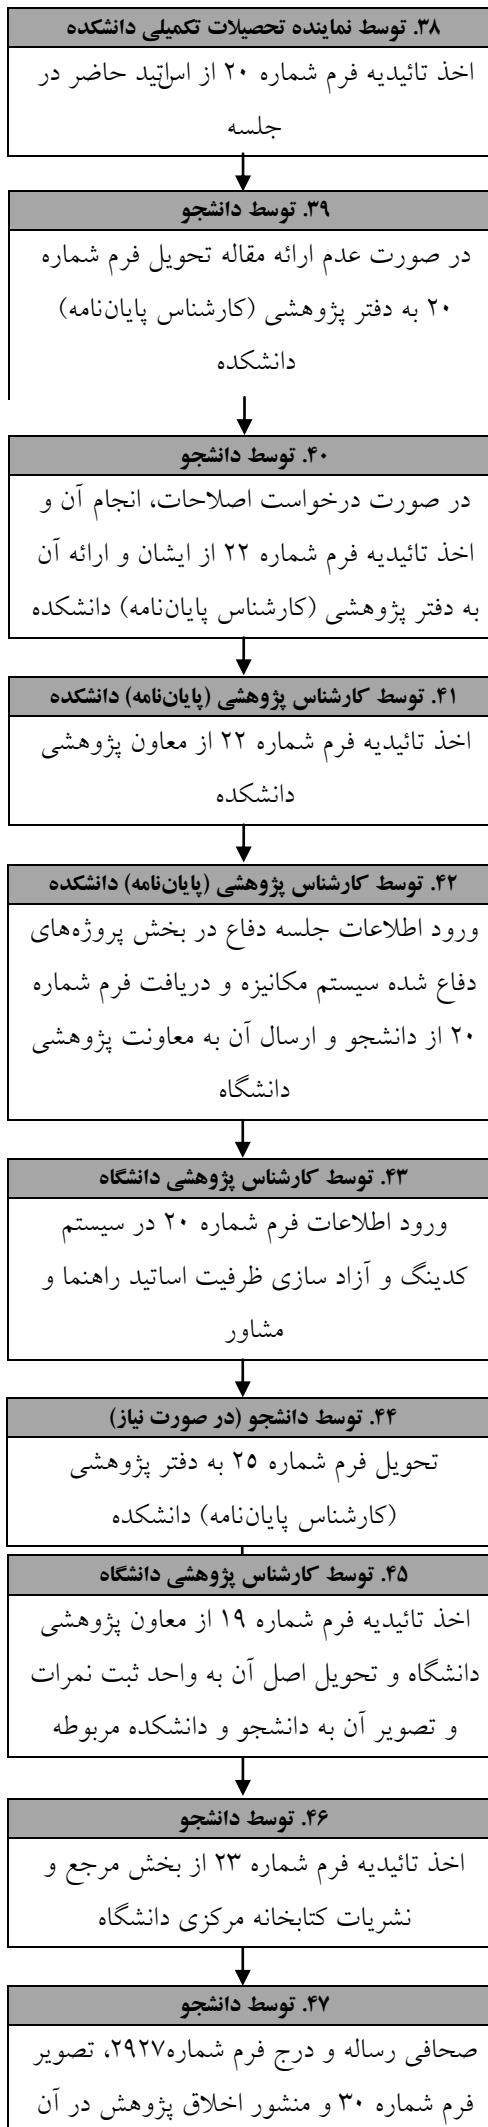 ۳۸. توسط نماینده تحصیلات تکمیلی دانشکده
اخذ تائیدیه فرم شماره ۲۰ از اساتید حاضر در
جلسه
۳۹. توسط دانشجو
در صورت عدم ارائه مقاله تحویل فرم شماره
۲۰ به دفتر پژوهشی (کارشناس پایان‌نامه)
دانشکده
۴۰. توسط دانشجو
در صورت درخواست اصلاحات، انجام آن و
اخذ تائیدیه فرم شماره ۲۲ از ایشان و ارائه آن
به دفتر پژوهشی (کارشناس پایان‌نامه) دانشکده
۴۱. توسط کارشناس پژوهشی (پایان‌نامه) دانشکده
اخذ تائیدیه فرم شماره ۲۲ از معاون پژوهشی
دانشکده
۴۲. توسط کارشناس پژوهشی (پایان‌نامه) دانشکده
ورود اطلاعات جلسه دفاع در بخش پروژه‌های
دفاع شده سیستم مکانیزه و دریافت فرم شماره
۲۰ از دانشجو و ارسال آن به معاونت پژوهشی
دانشگاه
۴۳. توسط کارشناس پژوهشی دانشگاه
ورود اطلاعات فرم شماره ۲۰ در سیستم
کدینگ و آزاد سازی ظرفیت اساتید راهنما و
مشاور
۴۴. توسط دانشجو (در صورت نیاز)
تحویل فرم شماره ۲۵ به دفتر پژوهشی
(کارشناس پایان‌نامه) دانشکده
۴۵. توسط کارشناس پژوهشی دانشگاه
اخذ تائیدیه فرم شماره ۱۹ از معاون پژوهشی
دانشگاه و تحویل اصل آن به واحد ثبت نمرات
و تصویر آن به دانشجو و دانشکده مربوطه
۴۶. توسط دانشجو
اخذ تائیدیه فرم شماره ۲۳ از بخش مرجع و
نشریات کتابخانه مرکزی دانشگاه
۴۷. توسط دانشجو
صحافی رساله و درج فرم شماره۲۹۲۷، تصویر
فرم شماره ۳۰ و منشور اخلاق پژوهش در آن